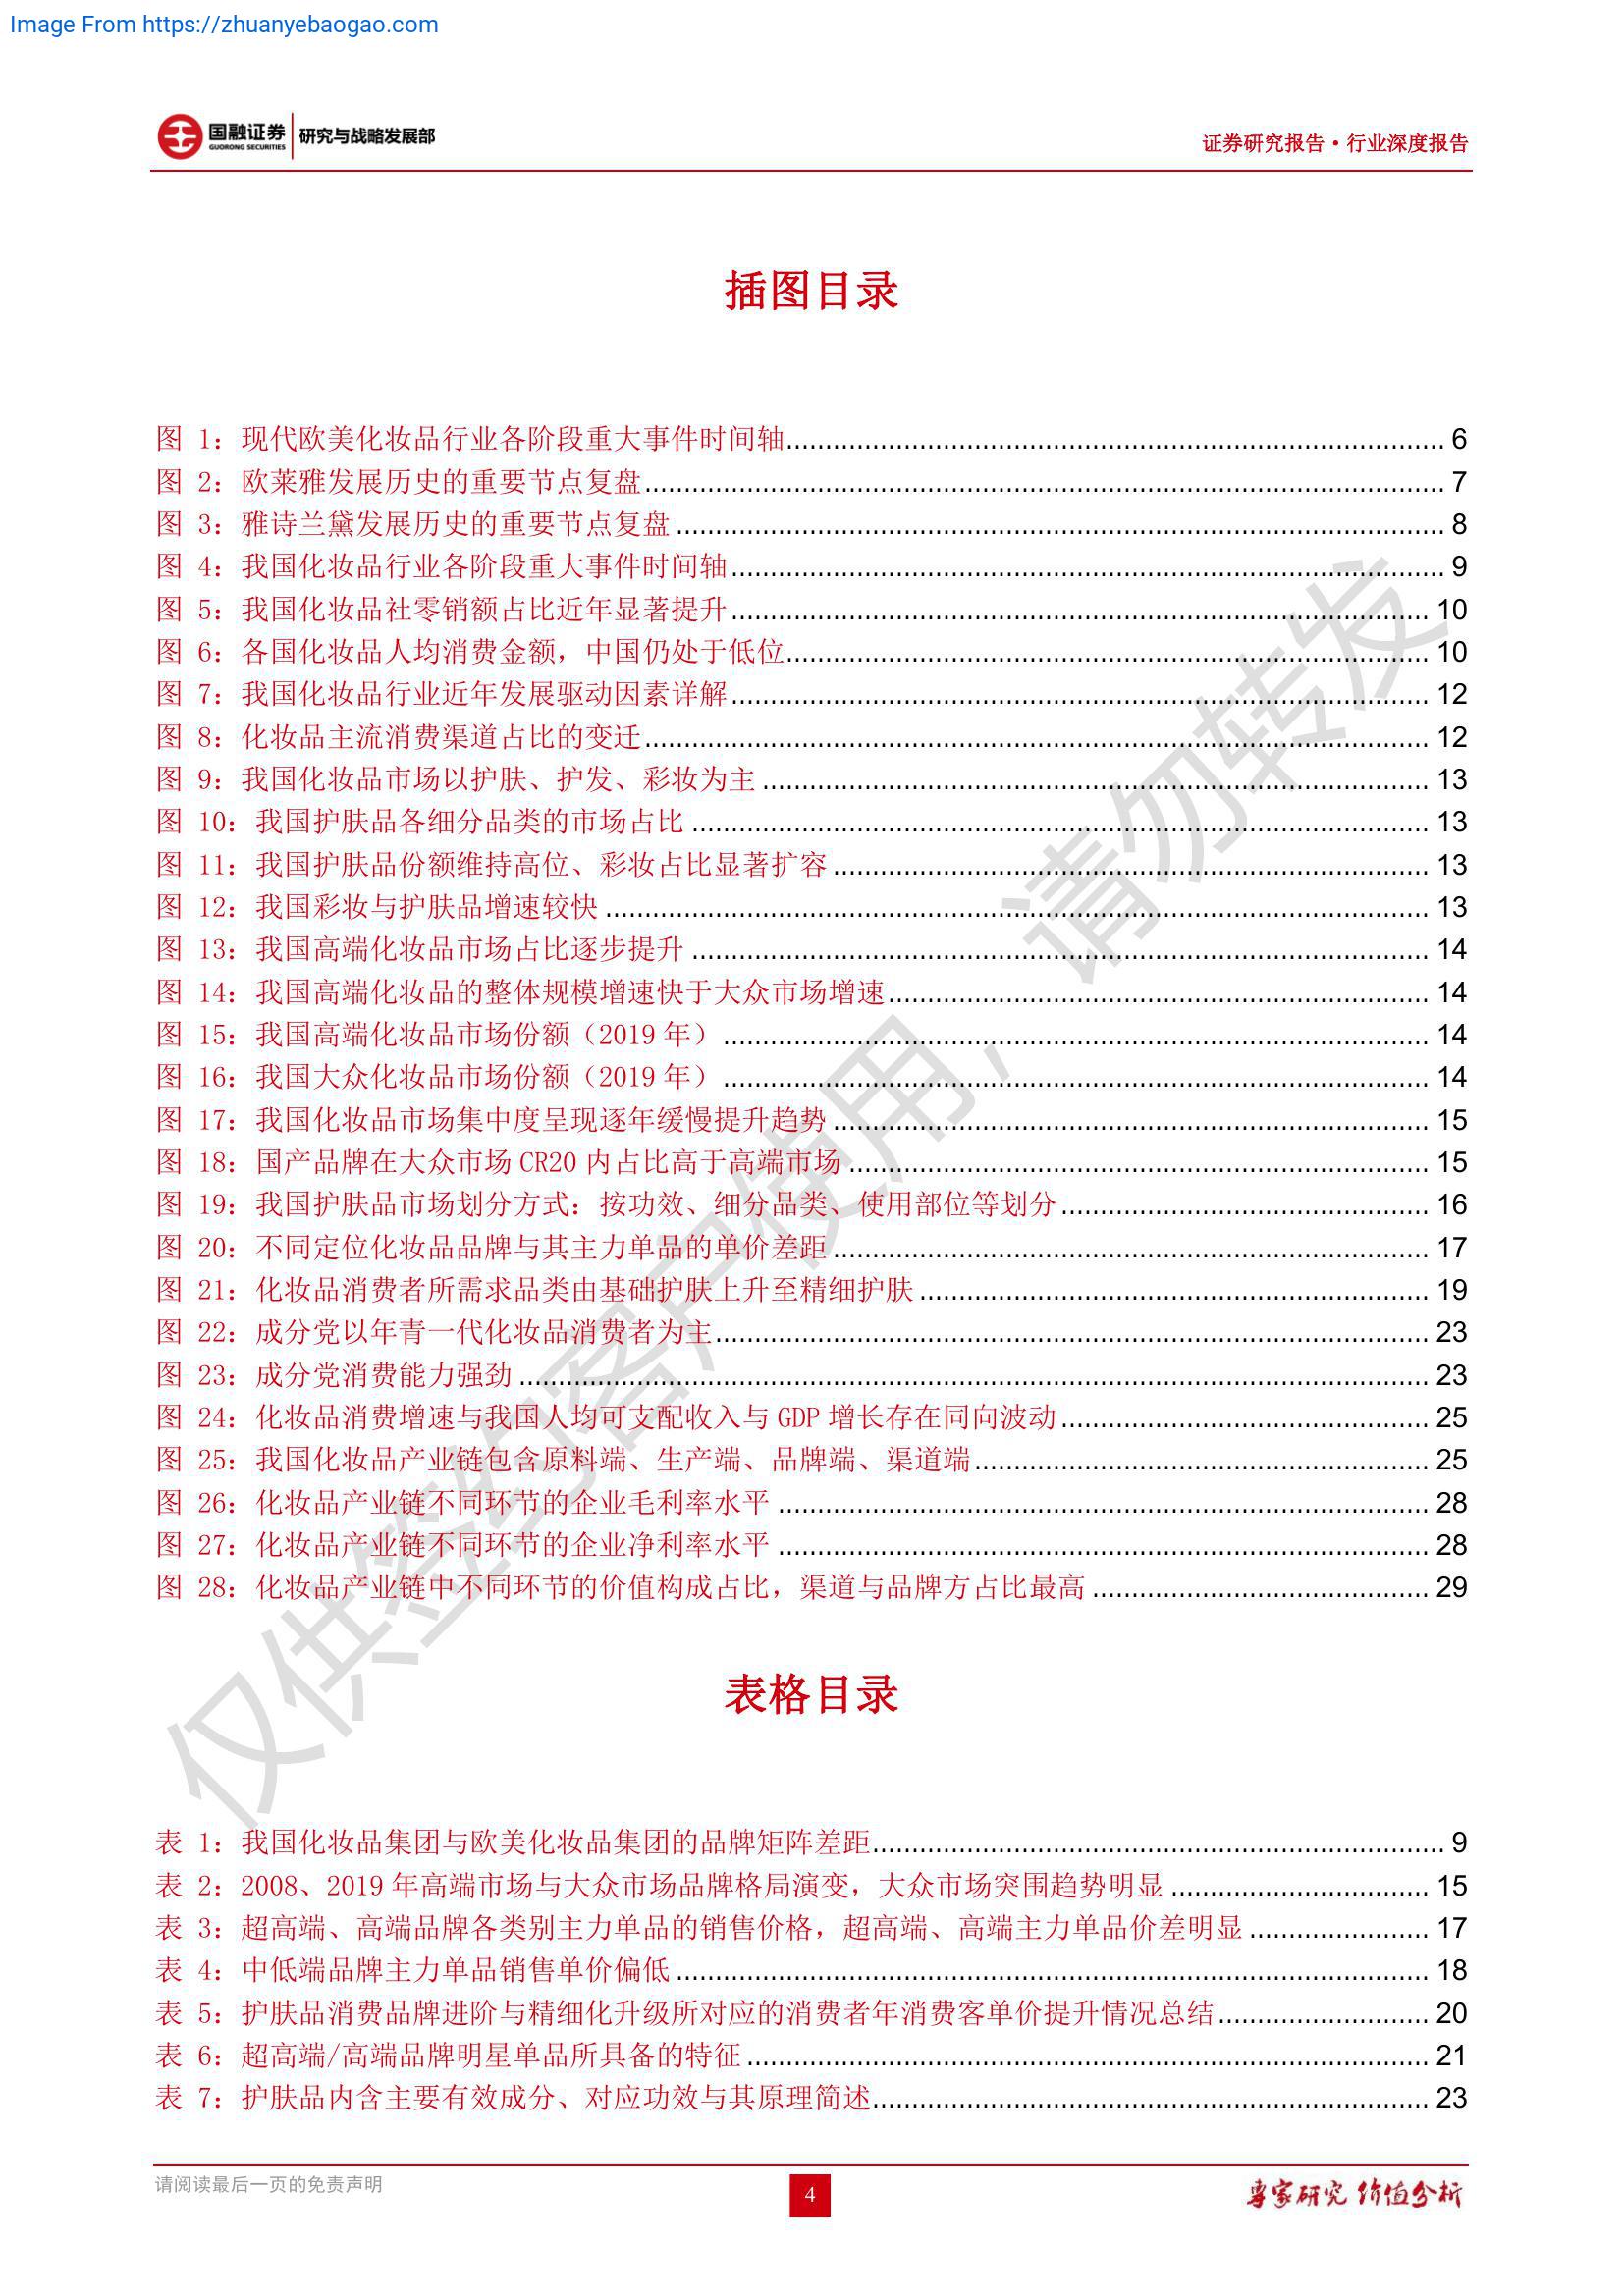 Image From https://zhuanyebaogao.com
国融证券 研究与战略发展部
GUORONG SECURITIES
证券研究报告·行业深度报告
插图目录
图 1：现代欧美化妆品行业各阶段重大事件时间轴 6
图 2：欧莱雅发展历史的重要节点复盘 7
图 3：雅诗兰黛发展历史的重要节点复盘 8
图 4：我国化妆品行业各阶段重大事件时间轴 9
图 5：我国化妆品社零销额占比近年显著提升 10
图 6：各国化妆品人均消费金额，中国仍处于低位 10
图 7：我国化妆品行业近年发展驱动因素详解 12
图 8：化妆品主流消费渠道占比的变迁 12
图 9：我国化妆品市场以护肤、护发、彩妆为主 13
图 10：我国护肤品各细分品类的市场占比 13
图 11：我国护肤品份额维持高位、彩妆占比显著扩容 13
图 12：我国彩妆与护肤品增速较快 13
图 13：我国高端化妆品市场占比逐步提升 14
图 14：我国高端化妆品的整体规模增速快于大众市场增速 14
图 15：我国高端化妆品市场份额（2019 年） 14
图 16：我国大众化妆品市场份额（2019 年） 14
图 17：我国化妆品市场集中度呈现逐年缓慢提升趋势 15
图 18：国产品牌在大众市场 CR20 内占比高于高端市场 15
图 19：我国护肤品市场划分方式：按功效、细分品类、使用部位等划分 16
图 20：不同定位化妆品品牌与其主力单品的单价差距 17
图 21：化妆品消费者所需求品类由基础护肤上升至精细护肤 19
图 22：成分党以年青一代化妆品消费者为主 23
图 23：成分党消费能力强劲 23
图 24：化妆品消费增速与我国人均可支配收入与 GDP 增长存在同向波动 25
图 25：我国化妆品产业链包含原料端、生产端、品牌端、渠道端 25
图 26：化妆品产业链不同环节的企业毛利率水平 28
图 27：化妆品产业链不同环节的企业净利率水平 28
图 28：化妆品产业链中不同环节的价值构成占比，渠道与品牌方占比最高 29
表格目录
表 1：我国化妆品集团与欧美化妆品集团的品牌矩阵差距 9
表 2：2008、2019 年高端市场与大众市场品牌格局演变，大众市场突围趋势明显 15
表 3：超高端、高端品牌各类别主力单品的销售价格，超高端、高端主力单品价差明显 17
表 4：中低端品牌主力单品销售单价偏低 18
表 5：护肤品消费品牌进阶与精细化升级所对应的消费者年消费客单价提升情况总结 20
表 6：超高端/高端品牌明星单品所具备的特征 21
表 7：护肤品内含主要有效成分、对应功效与其原理简述 23
仅供签约客户使用，请勿转发
请阅读最后一页的免责声明
4
专家研究 价值分析